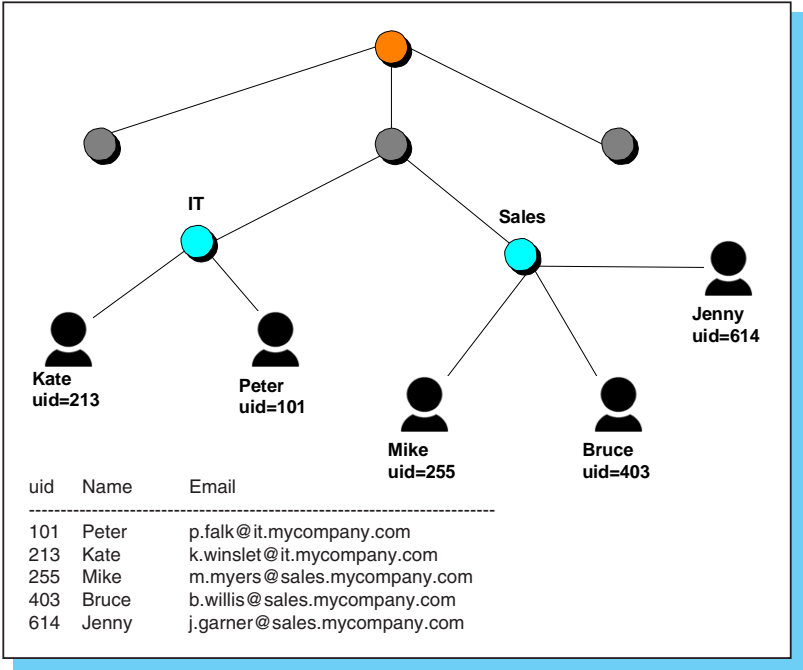 IT
Sales
Jenny
uid=614
Kate
uid=213
Peter
uid=101
Mike
uid=255
Bruce
uid=403
uid Name Email
--------------------------------------------------------------------------
101 Peter p.falk@it.mycompany.com
213 Kate k.winslet@it.mycompany.com
255 Mike m.myers@sales.mycompany.com
403 Bruce b.willis@sales.mycompany.com
614 Jenny j.garner@sales.mycompany.com